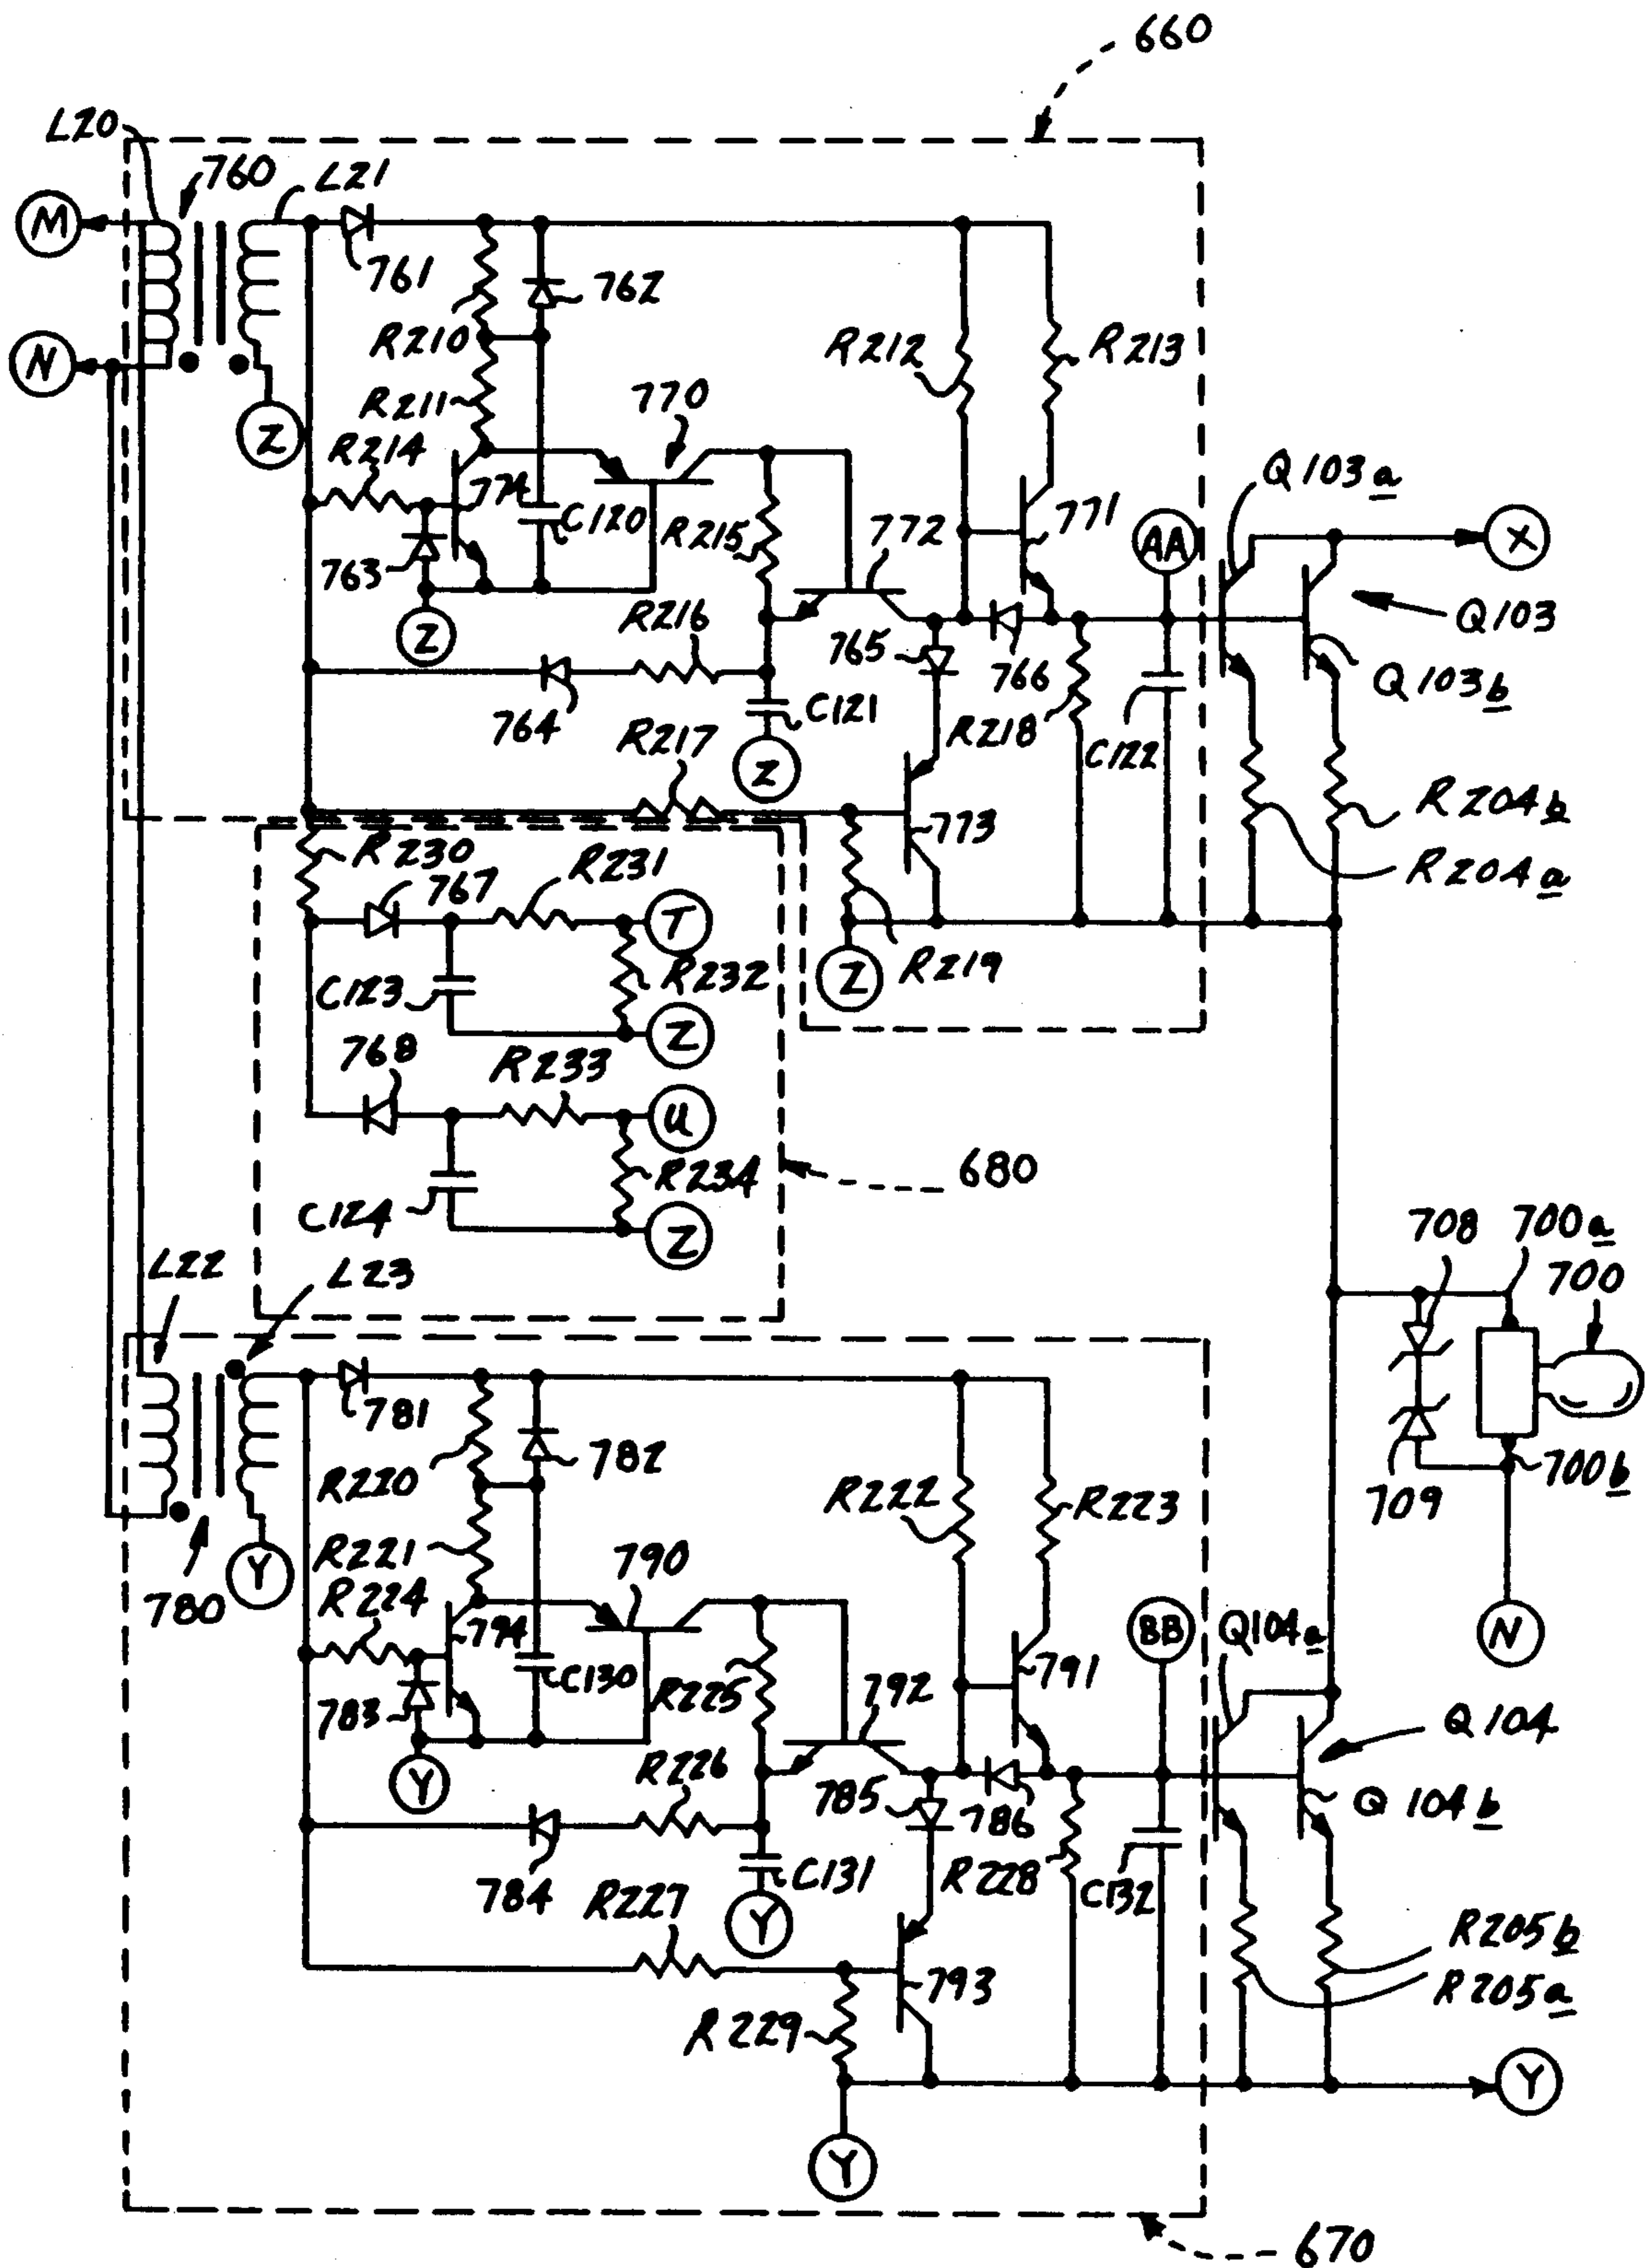 660
L20
760
L21
M
761
762
R210
R212
R213
N
R211
770
Z
R214
774
C120
R215
772
771
Q103a
X
AA
763
Q103
Z
R216
765
766
Q103b
764
C121
R218
C122
R217
Z
773
R204b
R230
767
R231
R204a
T
C123
R232
Z
R219
Z
768
R233
U
R234
680
C124
Z
708
700a
700
L22
L23
781
782
R220
R222
R223
709
700b
R221
790
780
Y
R224
794
C130
R225
792
791
BB
Q104a
N
783
Q104
Y
R226
785
786
Q104b
784
C131
R228
C132
R227
Y
793
R205b
R205a
R229
Y
Y
670